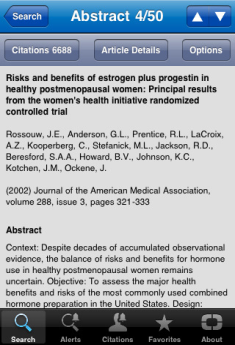 Search
Abstract 4/50
Citations 6688
Article Details
Options
Risks and benefits of estrogen plus progestin in
healthy postmenopausal women: Principal results
from the women's health initiative randomized
controlled trial
Rossouw, J.E., Anderson, G.L., Prentice, R.L., LaCroix,
A.Z., Kooperberg, C., Stefanick, M.L., Jackson, R.D.,
Beresford, S.A.A., Howard, B.V., Johnson, K.C.,
Kotchen, J.M., Ockene, J.
(2002) Journal of the American Medical Association,
volume 288, issue 3, pages 321-333
Abstract
Context: Despite decades of accumulated observational
evidence, the balance of risks and benefits for hormone
use in healthy postmenopausal women remains
uncertain. Objective: To assess the major health
benefits and risks of the most commonly used combined
hormone preparation in the United States. Design:
Search
Alerts
Citations
Favorites
About